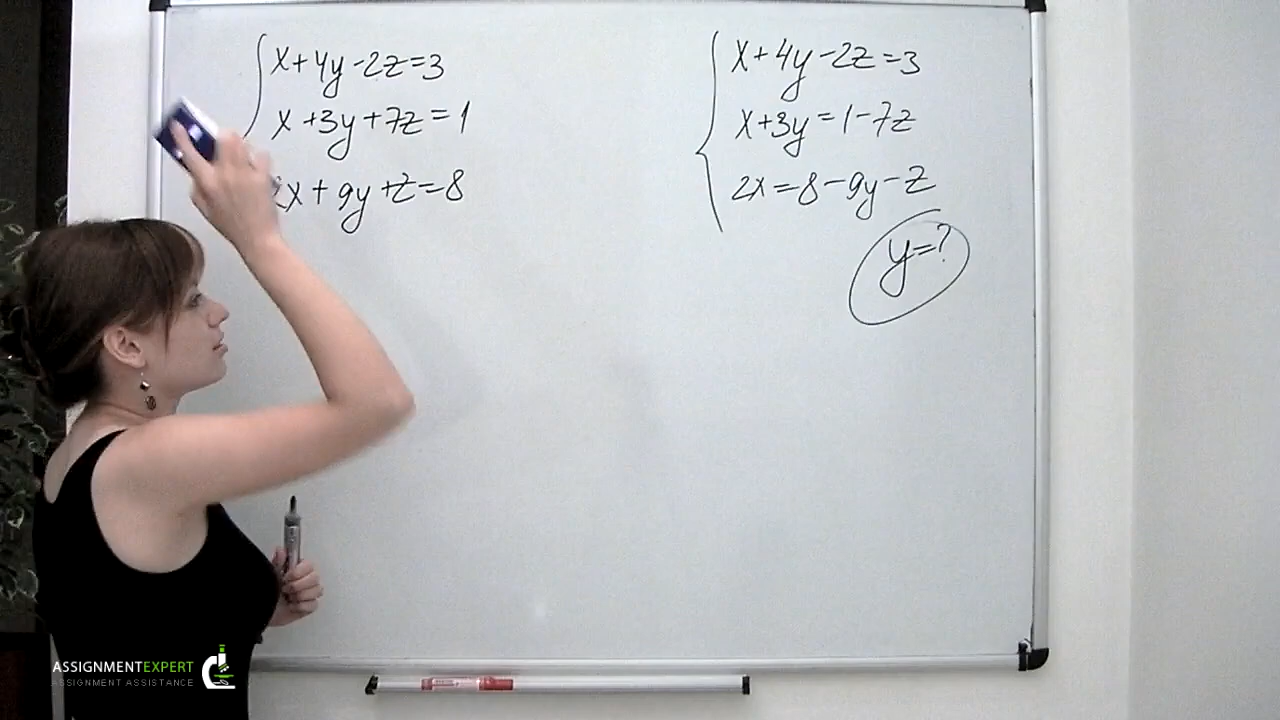 x+4y-2z=3
x+3y+7z=1
2x+9y+z=8
x+4y-2z=3
x+3y=1-7z
2x=8-9y-z
y=?
ASSIGNMENTEXPERT
ASSIGNMENT ASSISTANCE